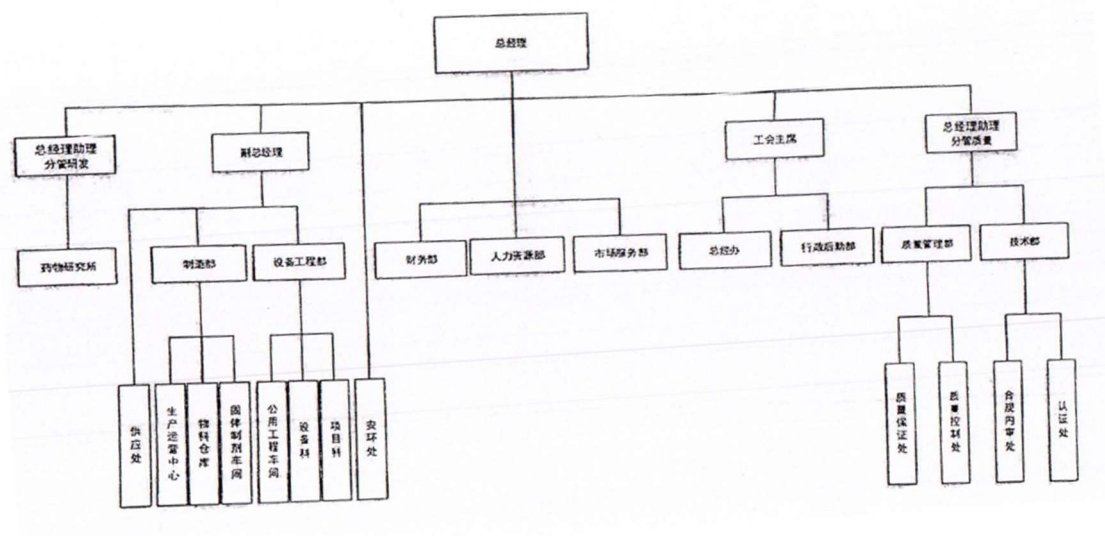 总经理
总经理助理
分管研发
副总经理
工会主席
总经理助理
分管质量
药物研究所
制造部
设备工程部
财务部
人力资源部
市场服务部
总经办
行政后勤部
质量管理部
技术部
供应处
生产运营中心
物料仓库
固体制剂车间
公用工程车间
设备科
项目科
安环处
质量保证处
质量控制处
合规内审处
认证处